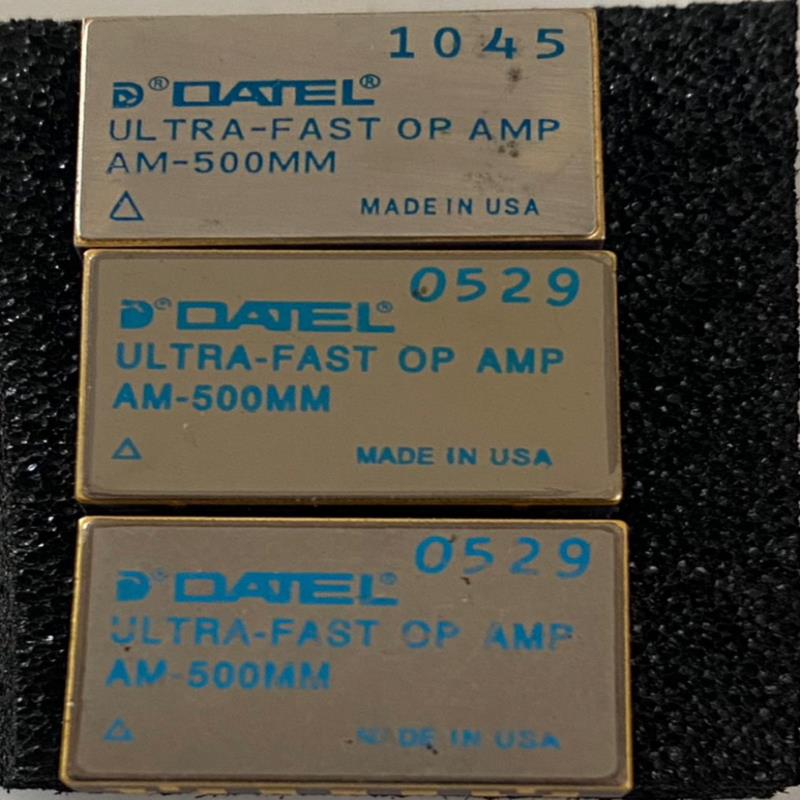 1045
D® DATEL®
ULTRA-FAST OP AMP
AM-500MM
MADE IN USA
0529
D® DATEL®
ULTRA-FAST OP AMP
AM-500MM
MADE IN USA
0529
D® DATEL®
ULTRA-FAST OP AMP
AM-500MM
MADE IN USA